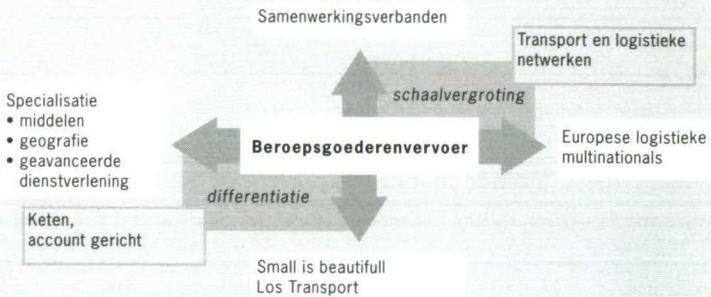 Samenwerkingsverbanden
Transport en logistieke
netwerken
schaalvergroting
Specialisatie
• middelen
• geografie
• geavanceerde
dienstverlening
Beroepsgoederenvervoer
Europese logistieke
multinationals
differentiatie
Keten,
account gericht
Small is beautifull
Los Transport